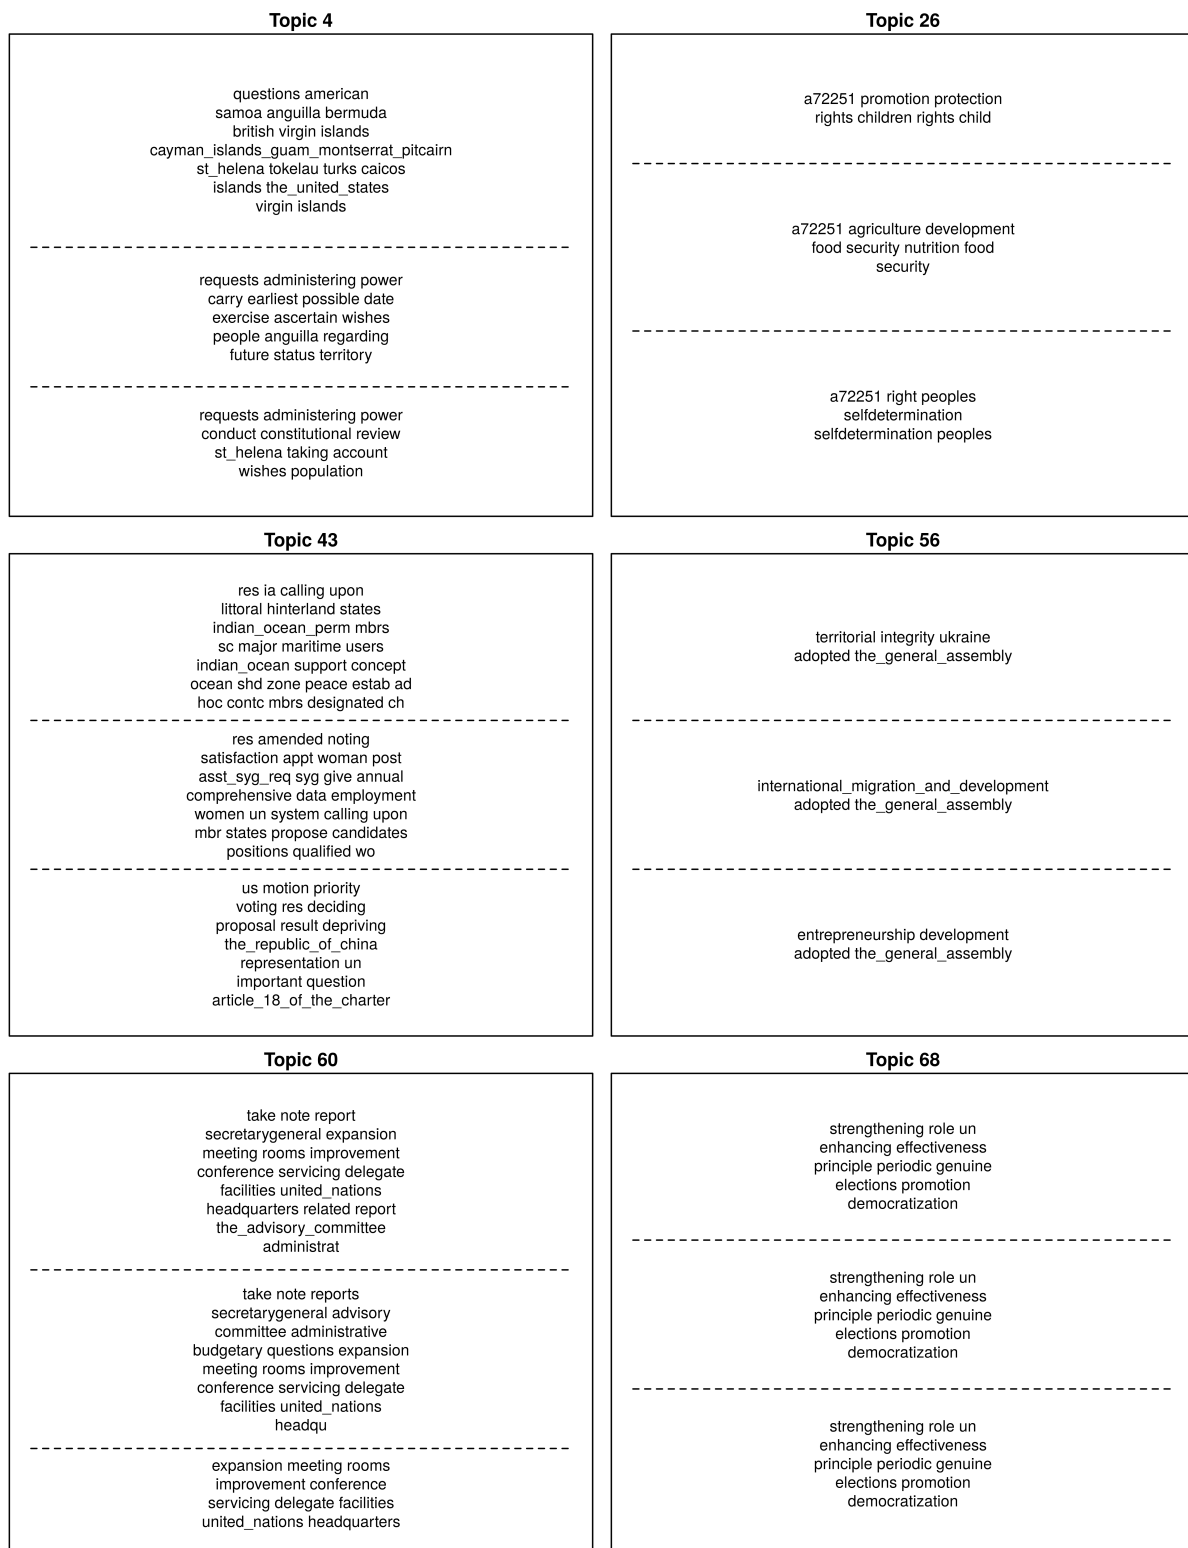 Topic 4
questions american
samoa anguilla bermuda
british virgin islands
cayman_islands_guam_montserrat_pitcairn
st_helena tokelau turks caicos
islands the_united_states
virgin islands
requests administering power
carry earliest possible date
exercise ascertain wishes
people anguilla regarding
future status territory
requests administering power
conduct constitutional review
st_helena taking account
wishes population
Topic 26
a72251 promotion protection
rights children rights child
a72251 agriculture development
food security nutrition food
security
a72251 right peoples
selfdetermination
selfdetermination peoples
Topic 43
res ia calling upon
littoral hinterland states
indian_ocean_perm mbrs
sc major maritime users
indian_ocean support concept
ocean shd zone peace estab ad
hoc contc mbrs designated ch
res amended noting
satisfaction appt woman post
asst_syg_req syg give annual
comprehensive data employment
women un system calling upon
mbr states propose candidates
positions qualified wo
us motion priority
voting res deciding
proposal result depriving
the_republic_of_china
representation un
important question
article_18_of_the_charter
Topic 56
territorial integrity ukraine
adopted the_general_assembly
international_migration_and_development
adopted the_general_assembly
entrepreneurship development
adopted the_general_assembly
Topic 60
take note report
secretarygeneral expansion
meeting rooms improvement
conference servicing delegate
facilities united_nations
headquarters related report
the_advisory_committee
administrat
take note reports
secretarygeneral advisory
committee administrative
budgetary questions expansion
meeting rooms improvement
conference servicing delegate
facilities united_nations
headqu
expansion meeting rooms
improvement conference
servicing delegate facilities
united_nations headquarters
Topic 68
strengthening role un
enhancing effectiveness
principle periodic genuine
elections promotion
democratization
strengthening role un
enhancing effectiveness
principle periodic genuine
elections promotion
democratization
strengthening role un
enhancing effectiveness
principle periodic genuine
elections promotion
democratization